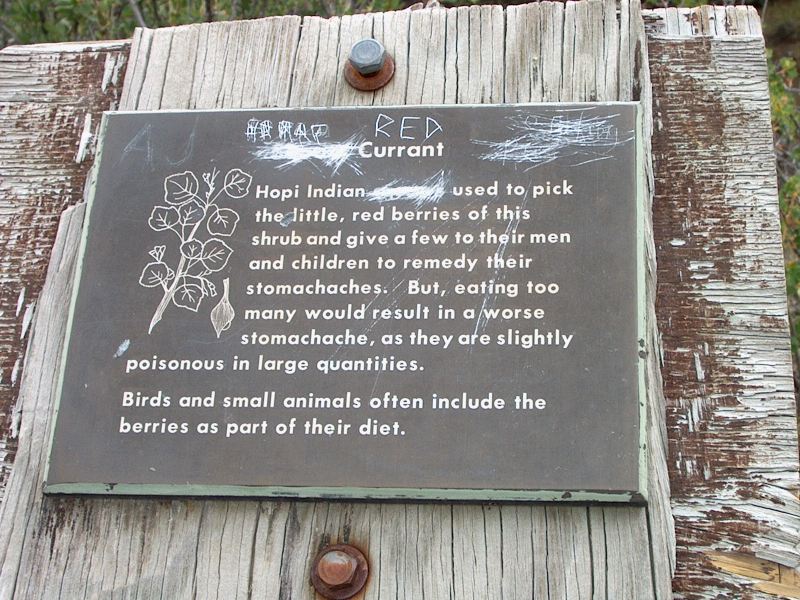 AJ
RED
Currant
Hopi Indian used to pick
the little, red berries of this
shrub and give a few to their men
and children to remedy their
stomachaches. But, eating too
many would result in a worse
stomachache, as they are slightly
poisonous in large quantities.
Birds and small animals often include the
berries as part of their diet.